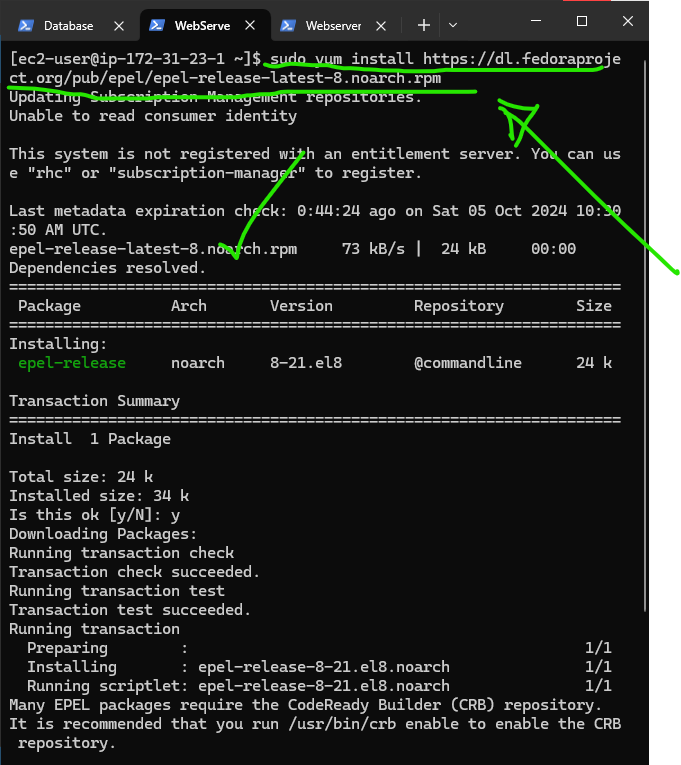 Database
WebServe
Webserver
[ec2-user@ip-172-31-23-1 ~]$ sudo yum install https://dl.fedoraproje
ct.org/pub/epel/epel-release-latest-8.noarch.rpm
Updating Subscription Management repositories.
Unable to read consumer identity
This system is not registered with an entitlement server. You can us
e "rhc" or "subscription-manager" to register.
Last metadata expiration check: 0:44:24 ago on Sat 05 Oct 2024 10:30
:50 AM UTC.
epel-release-latest-8.noarch.rpm     73 kB/s |  24 kB     00:00
Dependencies resolved.
====================================================================
Package          Arch       Version         Repository        Size
====================================================================
Installing:
epel-release     noarch     8-21.el8        @commandline      24 k
Transaction Summary
====================================================================
Install  1 Package
Total size: 24 k
Installed size: 34 k
Is this ok [y/N]: y
Downloading Packages:
Running transaction check
Transaction check succeeded.
Running transaction test
Transaction test succeeded.
Running transaction
Preparing        :                                            1/1
Installing       : epel-release-8-21.el8.noarch               1/1
Running scriptlet: epel-release-8-21.el8.noarch               1/1
Many EPEL packages require the CodeReady Builder (CRB) repository.
It is recommended that you run /usr/bin/crb enable to enable the CRB
repository.